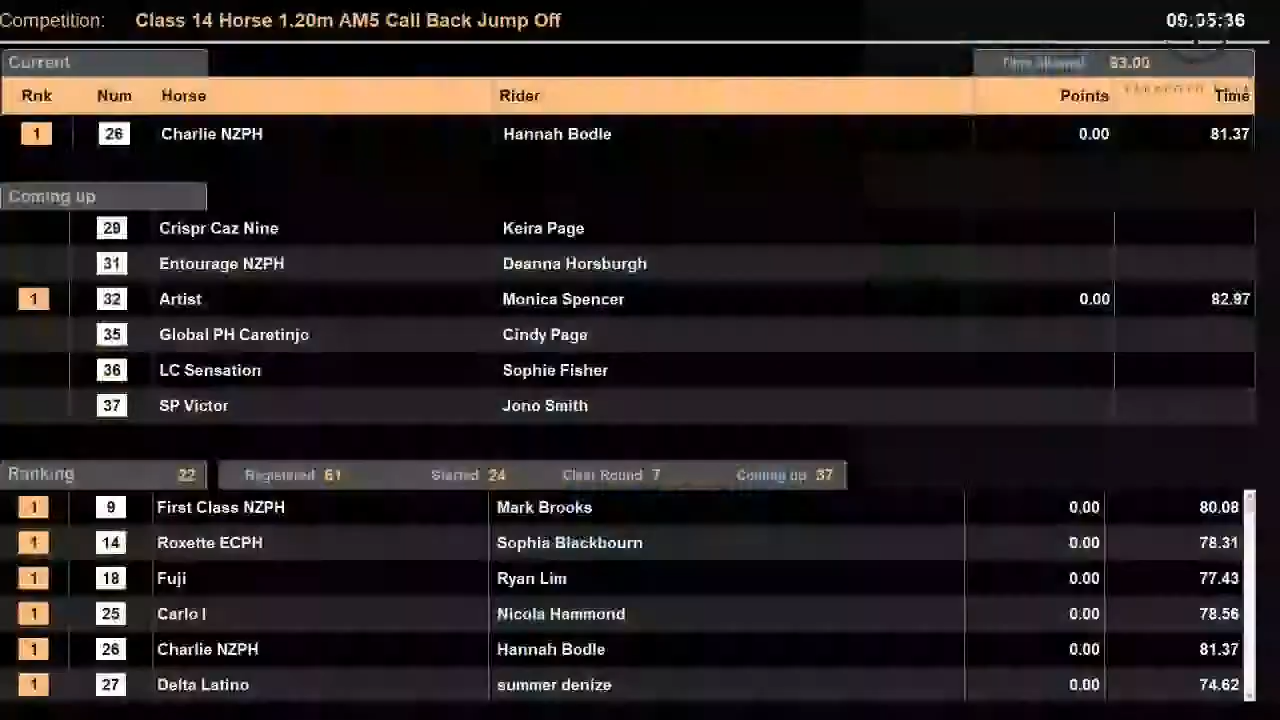 Competition: Class 14 Horse 1.20m AM5 Call Back Jump Off 09:05:36
Current Time allowed 83.00
Rnk Num Horse Rider Points Time
1 26 Charlie NZPH Hannah Bodle 0.00 81.37
Coming up
29 Crispr Caz Nine Keira Page
31 Entourage NZPH Deanna Horsburgh
1 32 Artist Monica Spencer 0.00 82.97
35 Global PH Caretinjo Cindy Page
36 LC Sensation Sophie Fisher
37 SP Victor Jono Smith
Ranking 22 Registered 61 Started 24 Clear Round 7 Coming up 37
1 9 First Class NZPH Mark Brooks 0.00 80.08
1 14 Roxette ECPH Sophia Blackbourn 0.00 78.31
1 18 Fuji Ryan Lim 0.00 77.43
1 25 Carlo I Nicola Hammond 0.00 78.56
1 26 Charlie NZPH Hannah Bodle 0.00 81.37
1 27 Delta Latino summer denize 0.00 74.62